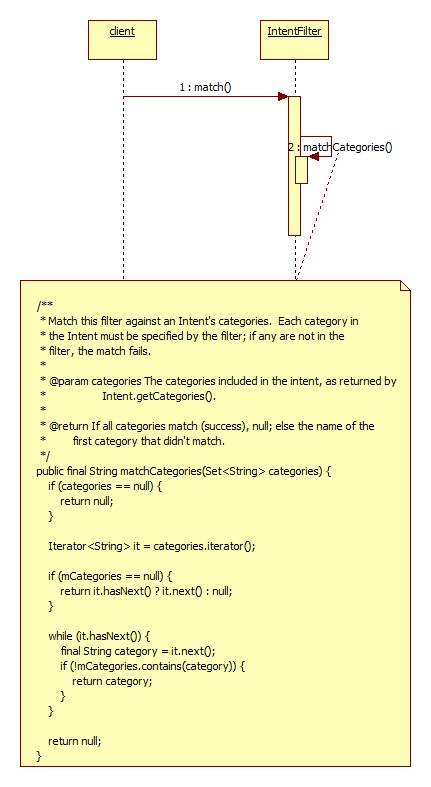 client
IntentFilter
1 : match()
2 : matchCategories()
/**
* Match this filter against an Intent's categories.  Each category in
* the Intent must be specified by the filter; if any are not in the
* filter, the match fails.
*
* @param categories The categories included in the intent, as returned by
*                   Intent.getCategories().
*
* @return If all categories match (success), null; else the name of the
*         first category that didn't match.
*/
public final String matchCategories(Set<String> categories) {
    if (categories == null) {
        return null;
    }
    Iterator<String> it = categories.iterator();
    if (mCategories == null) {
        return it.hasNext() ? it.next() : null;
    }
    while (it.hasNext()) {
        final String category = it.next();
        if (!mCategories.contains(category)) {
            return category;
        }
    }
    return null;
}